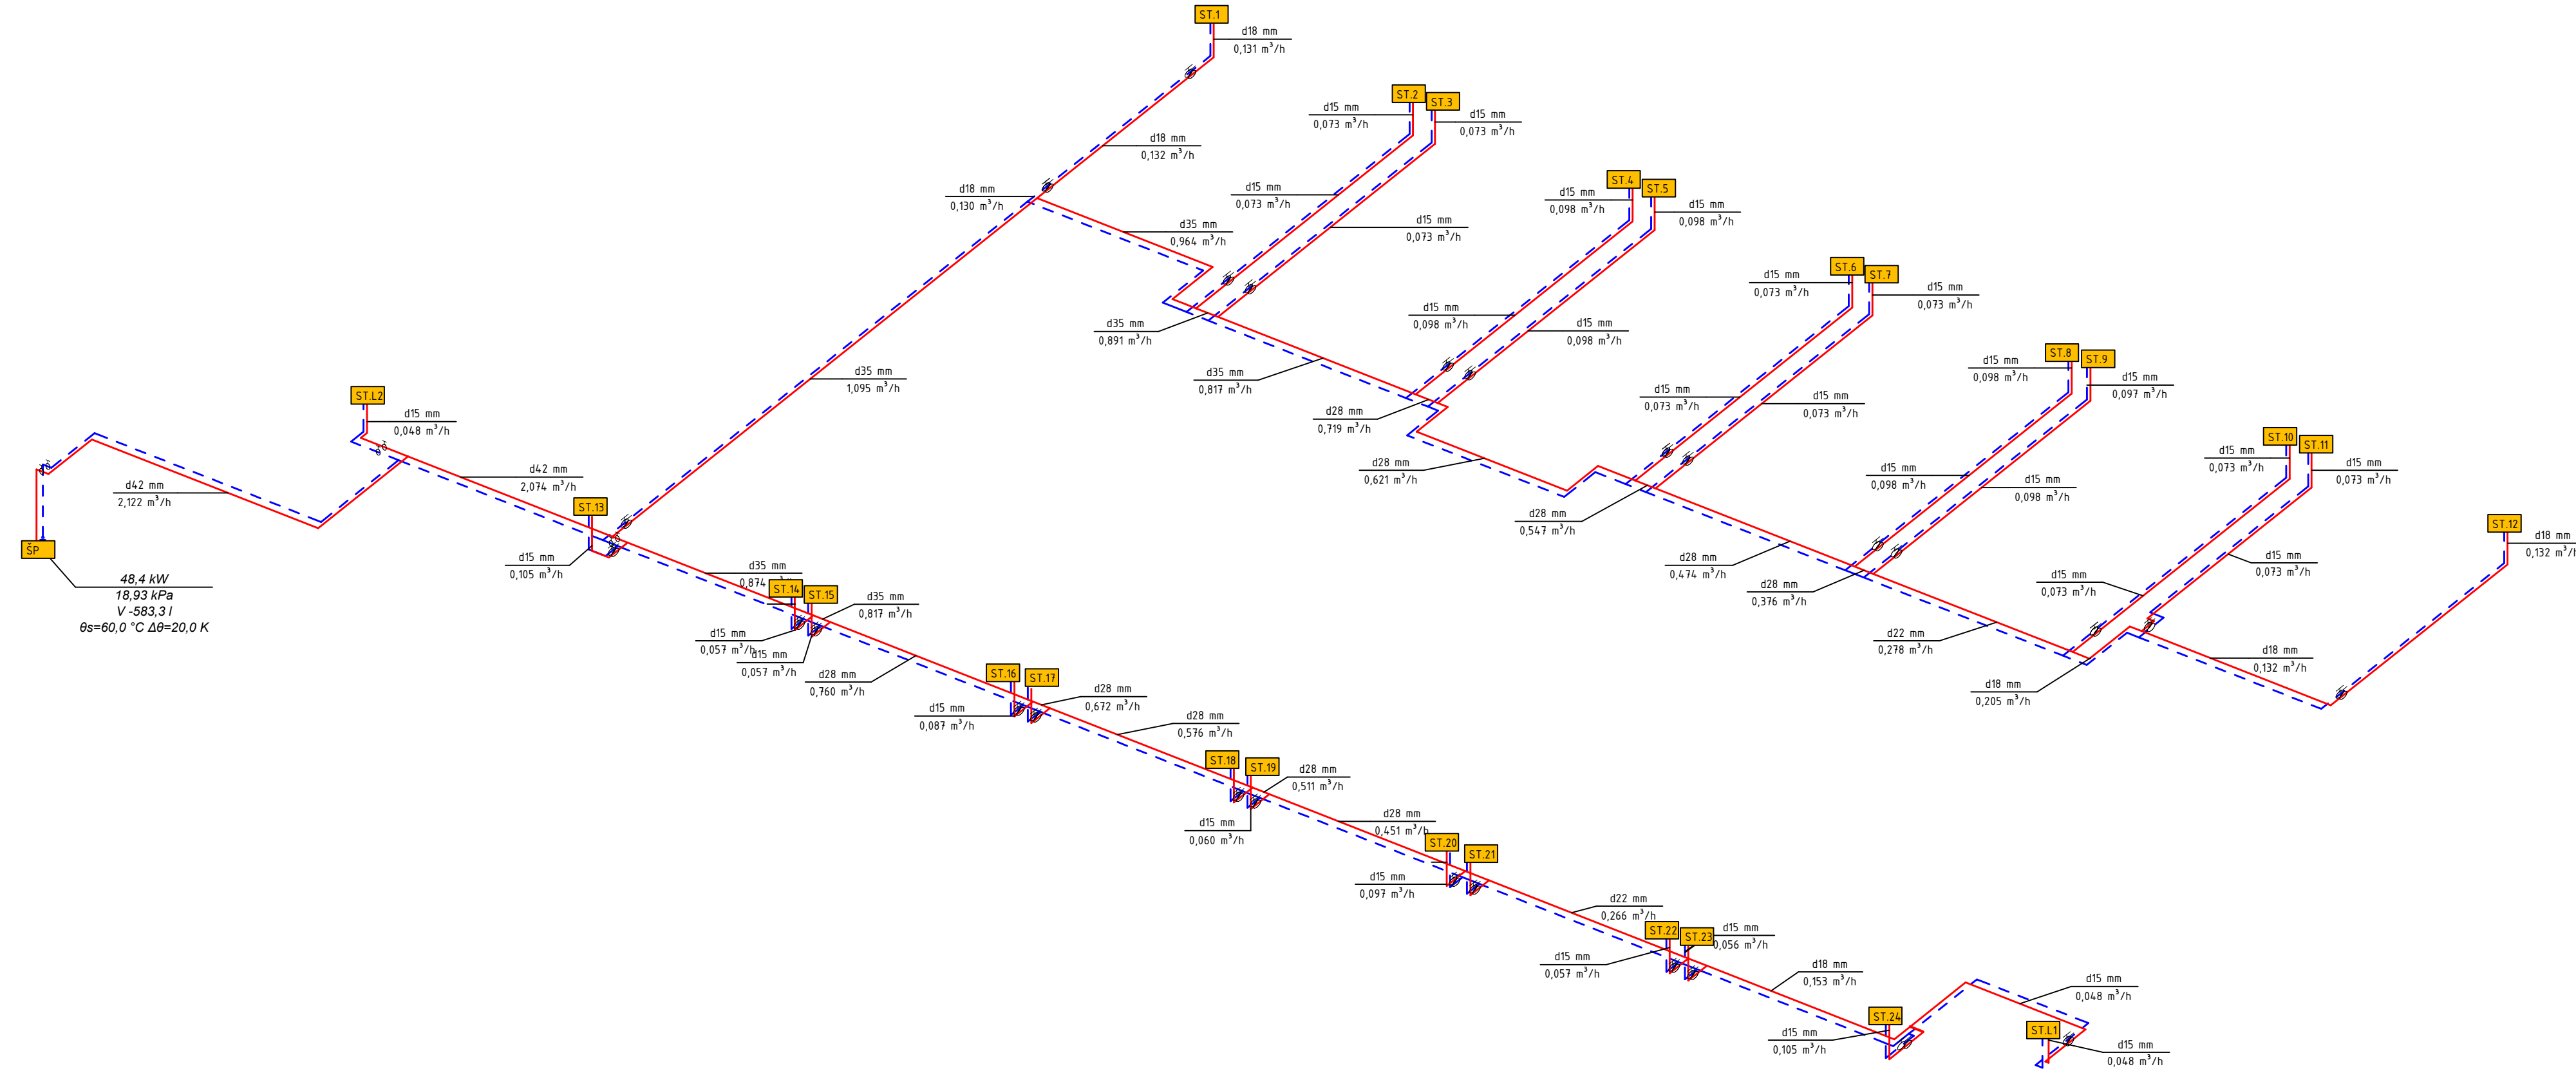 ST.1
d18 mm
0,131 m³/h
ST.2
ST.3
d15 mm
0,073 m³/h
d15 mm
0,073 m³/h
d18 mm
0,132 m³/h
ST.4
ST.5
d18 mm
0,130 m³/h
d15 mm
0,073 m³/h
d15 mm
0,098 m³/h
d15 mm
0,098 m³/h
d35 mm
0,964 m³/h
d15 mm
0,073 m³/h
ST.6
ST.7
d15 mm
0,073 m³/h
d15 mm
0,073 m³/h
d35 mm
0,891 m³/h
d15 mm
0,098 m³/h
d15 mm
0,098 m³/h
ST.8
ST.9
d15 mm
0,098 m³/h
d15 mm
0,097 m³/h
d35 mm
1,095 m³/h
d35 mm
0,817 m³/h
d15 mm
0,073 m³/h
d15 mm
0,073 m³/h
ST.L2
d15 mm
0,048 m³/h
d28 mm
0,719 m³/h
ST.10
ST.11
d15 mm
0,073 m³/h
d15 mm
0,073 m³/h
d42 mm
2,122 m³/h
d42 mm
2,074 m³/h
d28 mm
0,621 m³/h
d15 mm
0,098 m³/h
d15 mm
0,098 m³/h
ST.13
d28 mm
0,547 m³/h
ST.12
d18 mm
0,132 m³/h
ŠP
48,4 kW
18,93 kPa
V -583,3 l
θs=60,0 °C Δθ=20,0 K
d15 mm
0,105 m³/h
d35 mm
0,874
d28 mm
0,474 m³/h
d28 mm
0,376 m³/h
d15 mm
0,073 m³/h
d15 mm
0,073 m³/h
ST.14
ST.15
d35 mm
0,817 m³/h
d15 mm
0,057 m³/h
d15 mm
0,057 m³/h
d22 mm
0,278 m³/h
d18 mm
0,132 m³/h
ST.16
ST.17
d28 mm
0,760 m³/h
d28 mm
0,672 m³/h
d18 mm
0,205 m³/h
d15 mm
0,087 m³/h
d28 mm
0,576 m³/h
ST.18
ST.19
d28 mm
0,511 m³/h
d15 mm
0,060 m³/h
d28 mm
0,451 m³/h
ST.20
ST.21
d15 mm
0,097 m³/h
d22 mm
0,266 m³/h
ST.22
ST.23
d15 mm
0,056 m³/h
d15 mm
0,057 m³/h
d18 mm
0,153 m³/h
d15 mm
0,048 m³/h
ST.24
ST.L1
d15 mm
0,105 m³/h
d15 mm
0,048 m³/h